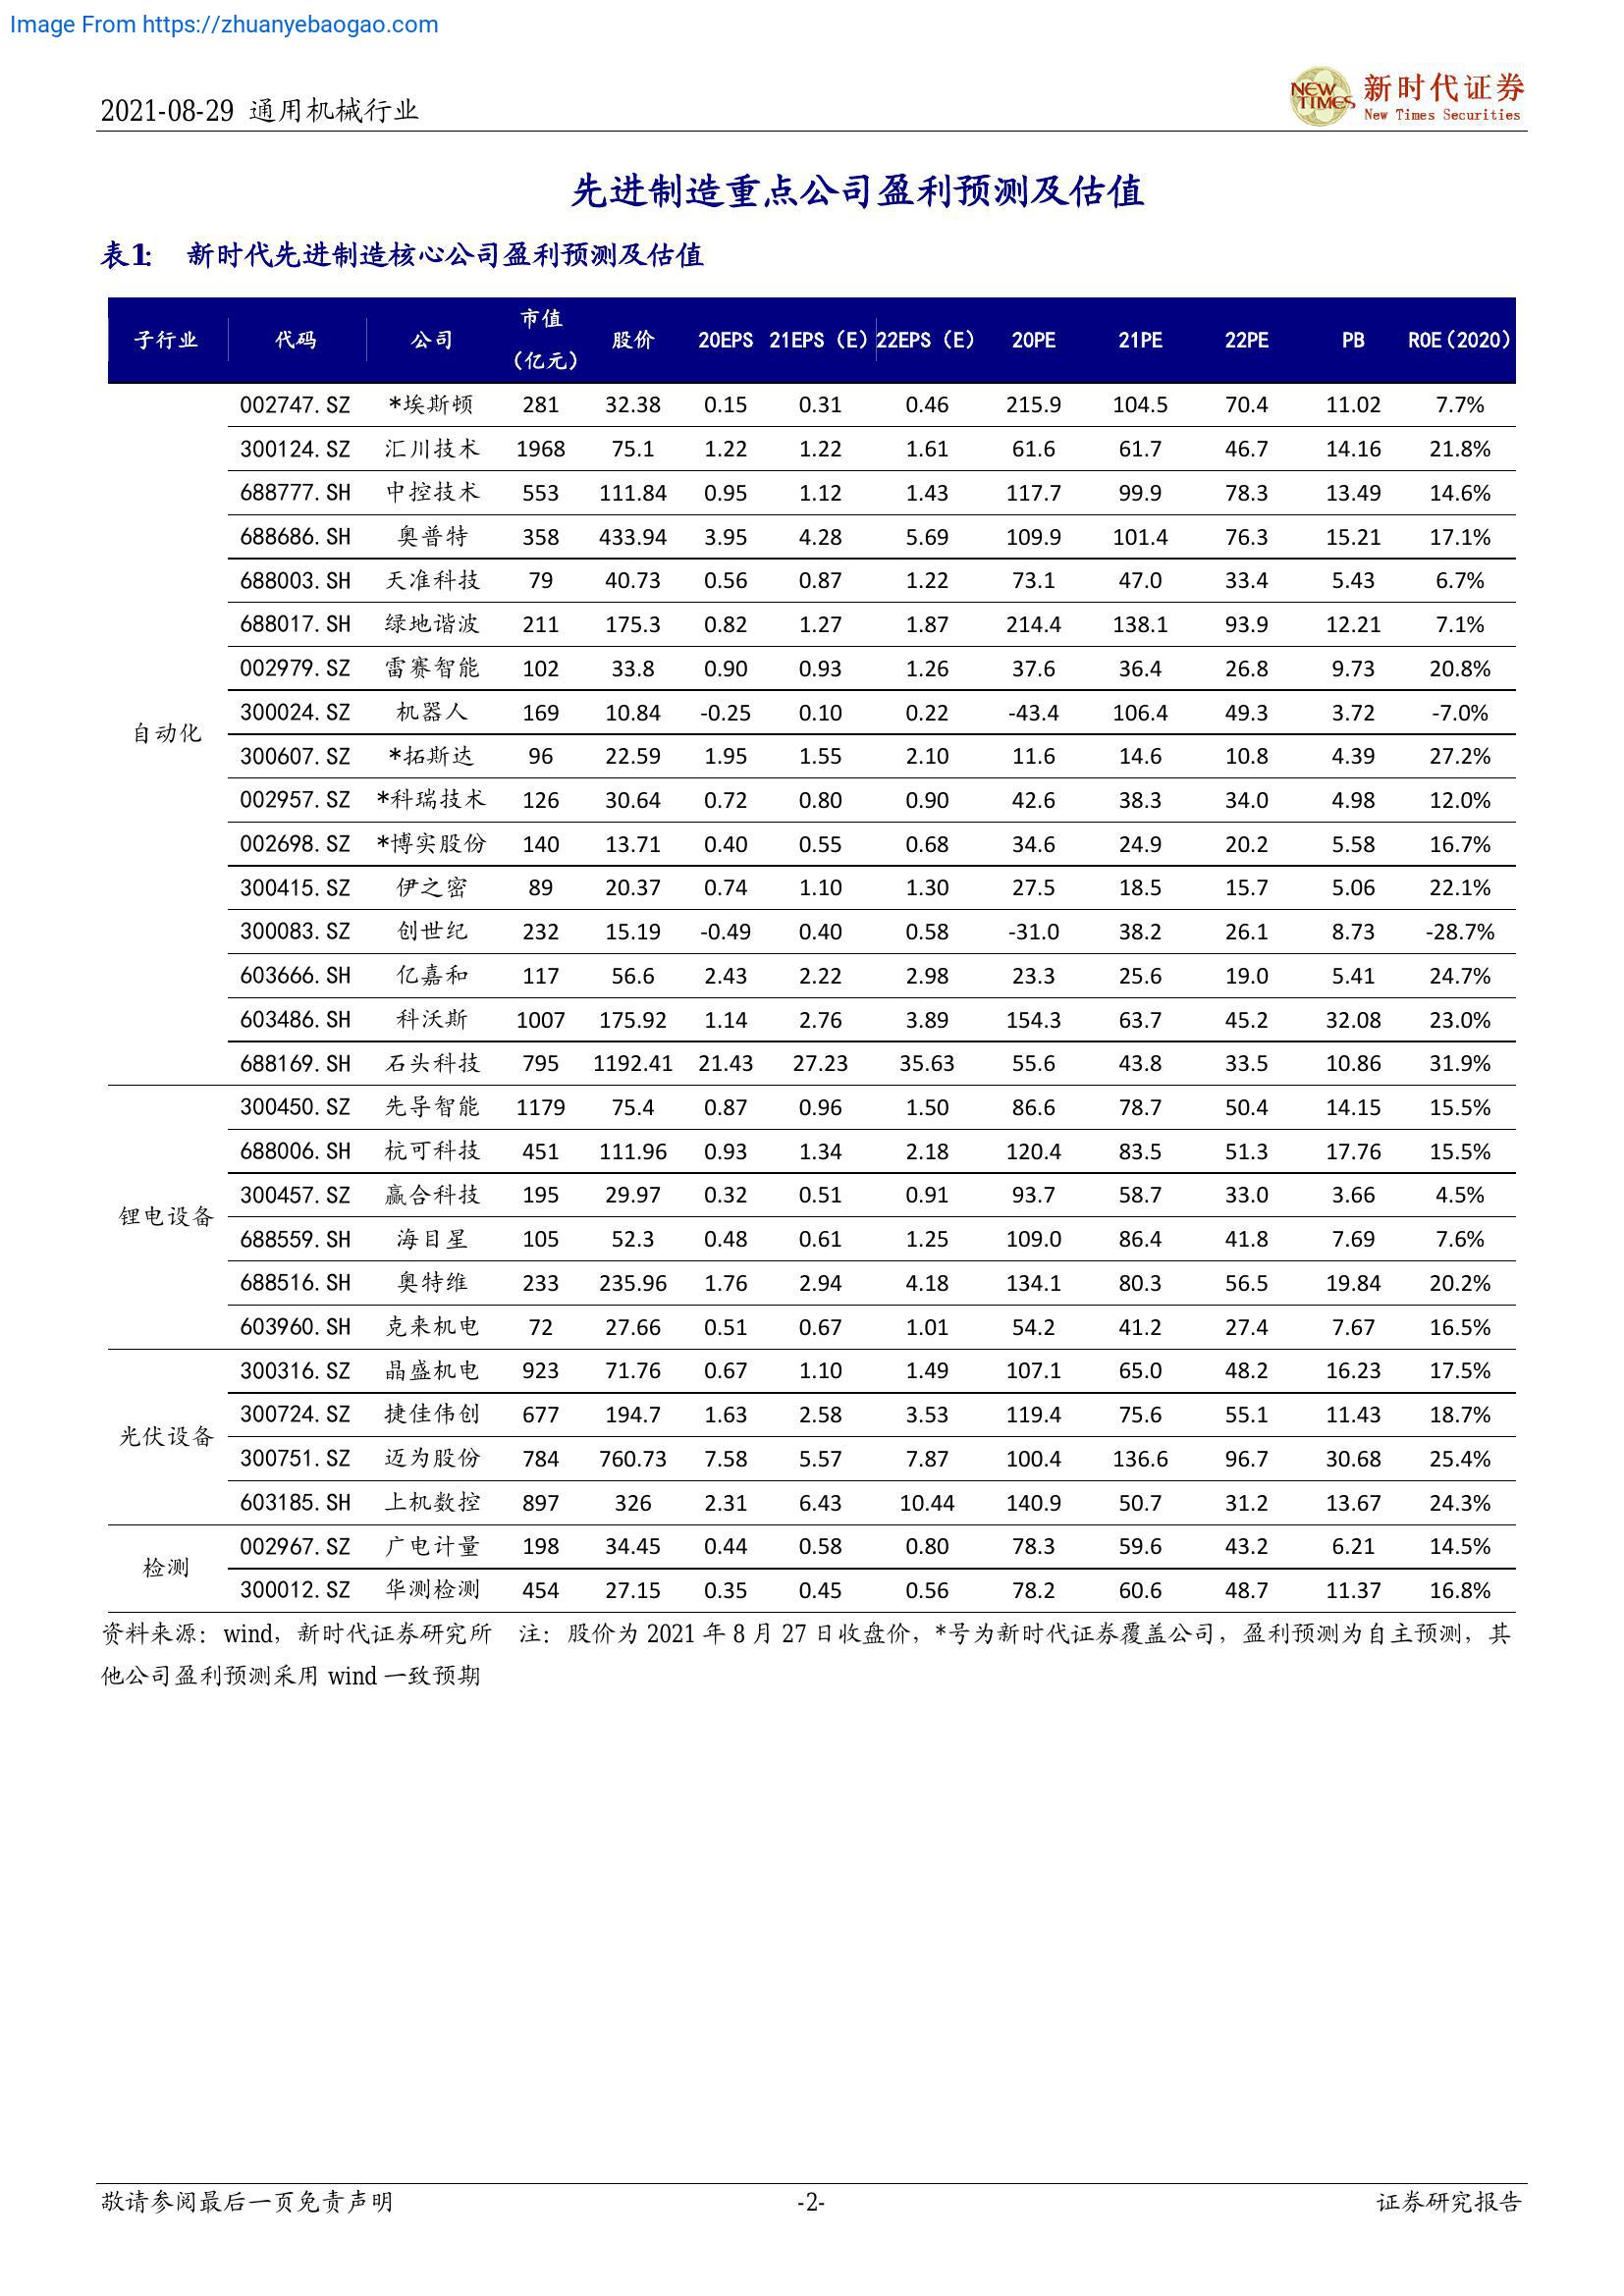 Image From https://zhuanyebaogao.com
2021-08-29 通用机械行业
NEW TIMES
新时代证券
New Times Securities
先进制造重点公司盈利预测及估值
表1: 新时代先进制造核心公司盈利预测及估值
子行业 代码 公司 市值（亿元） 股价 20EPS 21EPS（E） 22EPS（E） 20PE 21PE 22PE PB ROE(2020)
自动化
002747.SZ *埃斯顿 281 32.38 0.15 0.31 0.46 215.9 104.5 70.4 11.02 7.7%
300124.SZ 汇川技术 1968 75.1 1.22 1.22 1.61 61.6 61.7 46.7 14.16 21.8%
688777.SH 中控技术 553 111.84 0.95 1.12 1.43 117.7 99.9 78.3 13.49 14.6%
688686.SH 奥普特 358 433.94 3.95 4.28 5.69 109.9 101.4 76.3 15.21 17.1%
688003.SH 天准科技 79 40.73 0.56 0.87 1.22 73.1 47.0 33.4 5.43 6.7%
688017.SH 绿地谐波 211 175.3 0.82 1.27 1.87 214.4 138.1 93.9 12.21 7.1%
002979.SZ 雷赛智能 102 33.8 0.90 0.93 1.26 37.6 36.4 26.8 9.73 20.8%
300024.SZ 机器人 169 10.84 -0.25 0.10 0.22 -43.4 106.4 49.3 3.72 -7.0%
300607.SZ *拓斯达 96 22.59 1.95 1.55 2.10 11.6 14.6 10.8 4.39 27.2%
002957.SZ *科瑞技术 126 30.64 0.72 0.80 0.90 42.6 38.3 34.0 4.98 12.0%
002698.SZ *博实股份 140 13.71 0.40 0.55 0.68 34.6 24.9 20.2 5.58 16.7%
300415.SZ 伊之密 89 20.37 0.74 1.10 1.30 27.5 18.5 15.7 5.06 22.1%
300083.SZ 创世纪 232 15.19 -0.49 0.40 0.58 -31.0 38.2 26.1 8.73 -28.7%
603666.SH 亿嘉和 117 56.6 2.43 2.22 2.98 23.3 25.6 19.0 5.41 24.7%
603486.SH 科沃斯 1007 175.92 1.14 2.76 3.89 154.3 63.7 45.2 32.08 23.0%
688169.SH 石头科技 795 1192.41 21.43 27.23 35.63 55.6 43.8 33.5 10.86 31.9%
锂电设备
300450.SZ 先导智能 1179 75.4 0.87 0.96 1.50 86.6 78.7 50.4 14.15 15.5%
688006.SH 杭可科技 451 111.96 0.93 1.34 2.18 120.4 83.5 51.3 17.76 15.5%
300457.SZ 赢合科技 195 29.97 0.32 0.51 0.91 93.7 58.7 33.0 3.66 4.5%
688559.SH 海目星 105 52.3 0.48 0.61 1.25 109.0 86.4 41.8 7.69 7.6%
688516.SH 奥特维 233 235.96 1.76 2.94 4.18 134.1 80.3 56.5 19.84 20.2%
603960.SH 克来机电 72 27.66 0.51 0.67 1.01 54.2 41.2 27.4 7.67 16.5%
光伏设备
300316.SZ 晶盛机电 923 71.76 0.67 1.10 1.49 107.1 65.0 48.2 16.23 17.5%
300724.SZ 捷佳伟创 677 194.7 1.63 2.58 3.53 119.4 75.6 55.1 11.43 18.7%
300751.SZ 迈为股份 784 760.73 7.58 5.57 7.87 100.4 136.6 96.7 30.68 25.4%
603185.SH 上机数控 897 326 2.31 6.43 10.44 140.9 50.7 31.2 13.67 24.3%
检测
002967.SZ 广电计量 198 34.45 0.44 0.58 0.80 78.3 59.6 43.2 6.21 14.5%
300012.SZ 华测检测 454 27.15 0.35 0.45 0.56 78.2 60.6 48.7 11.37 16.8%
资料来源：wind，新时代证券研究所 注：股价为 2021 年 8 月 27 日收盘价，*号为新时代证券覆盖公司，盈利预测为自主预测，其
他公司盈利预测采用 wind 一致预期
敬请参阅最后一页免责声明 -2- 证券研究报告